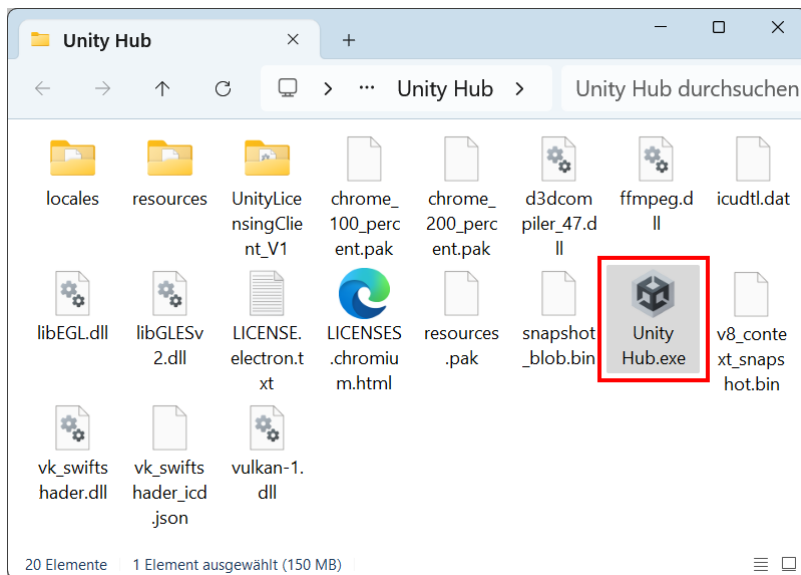 Unity Hub
Unity Hub
Unity Hub durchsuchen
locales
resources
UnityLice
nsingClie
nt_V1
chrome_
100_perc
ent.pak
chrome_
200_perc
ent.pak
d3dcom
piler_47.d
ll
ffmpeg.d
ll
icudtl.dat
libEGL.dll
libGLESv
2.dll
LICENSE.
electron.t
xt
LICENSES
.chromiu
m.html
resources
.pak
snapshot
_blob.bin
Unity
Hub.exe
v8_conte
xt_snaps
hot.bin
vk_swifts
hader.dll
vk_swifts
hader_icd
.json
vulkan-1.
dll
20 Elemente
1 Element ausgewählt (150 MB)